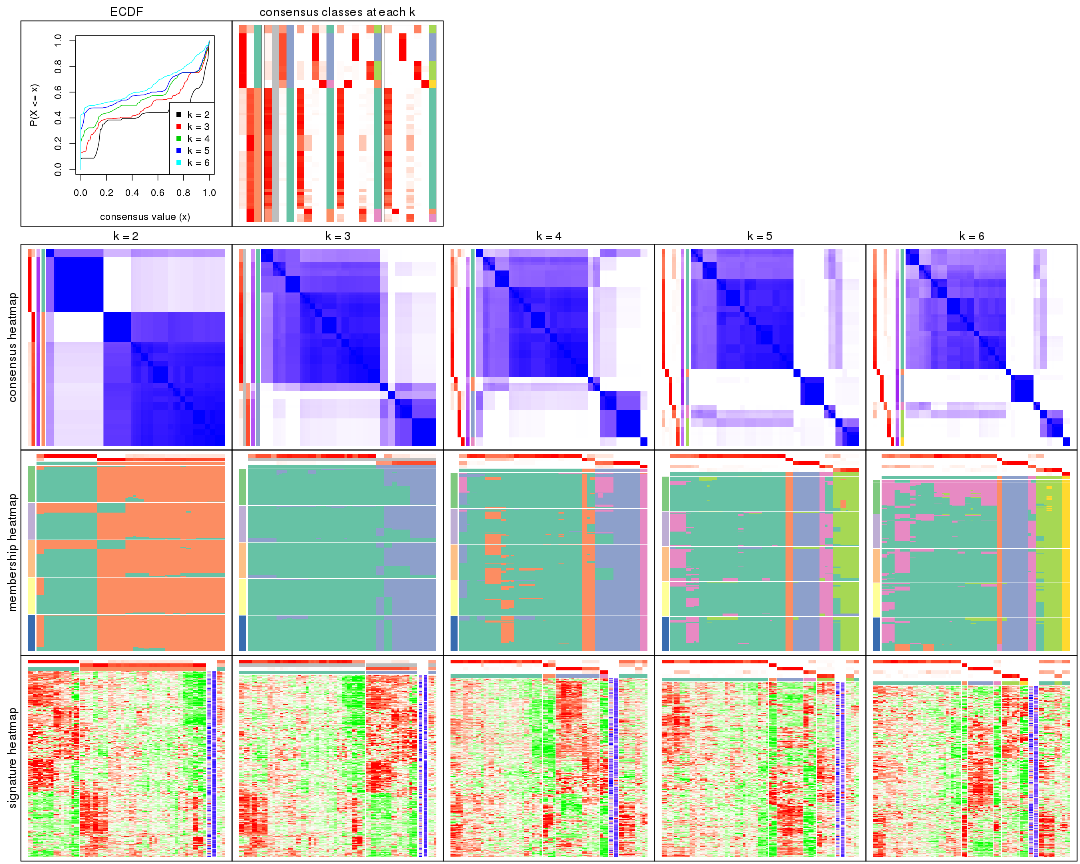 ECDF
consensus classes at each k
P(X <= x)
0.0 0.2 0.4 0.6 0.8 1.0
k = 2
k = 3
k = 4
k = 5
k = 6
0.0 0.2 0.4 0.6 0.8 1.0
consensus value (x)
k = 2
k = 3
k = 4
k = 5
k = 6
consensus heatmap
membership heatmap
signature heatmap